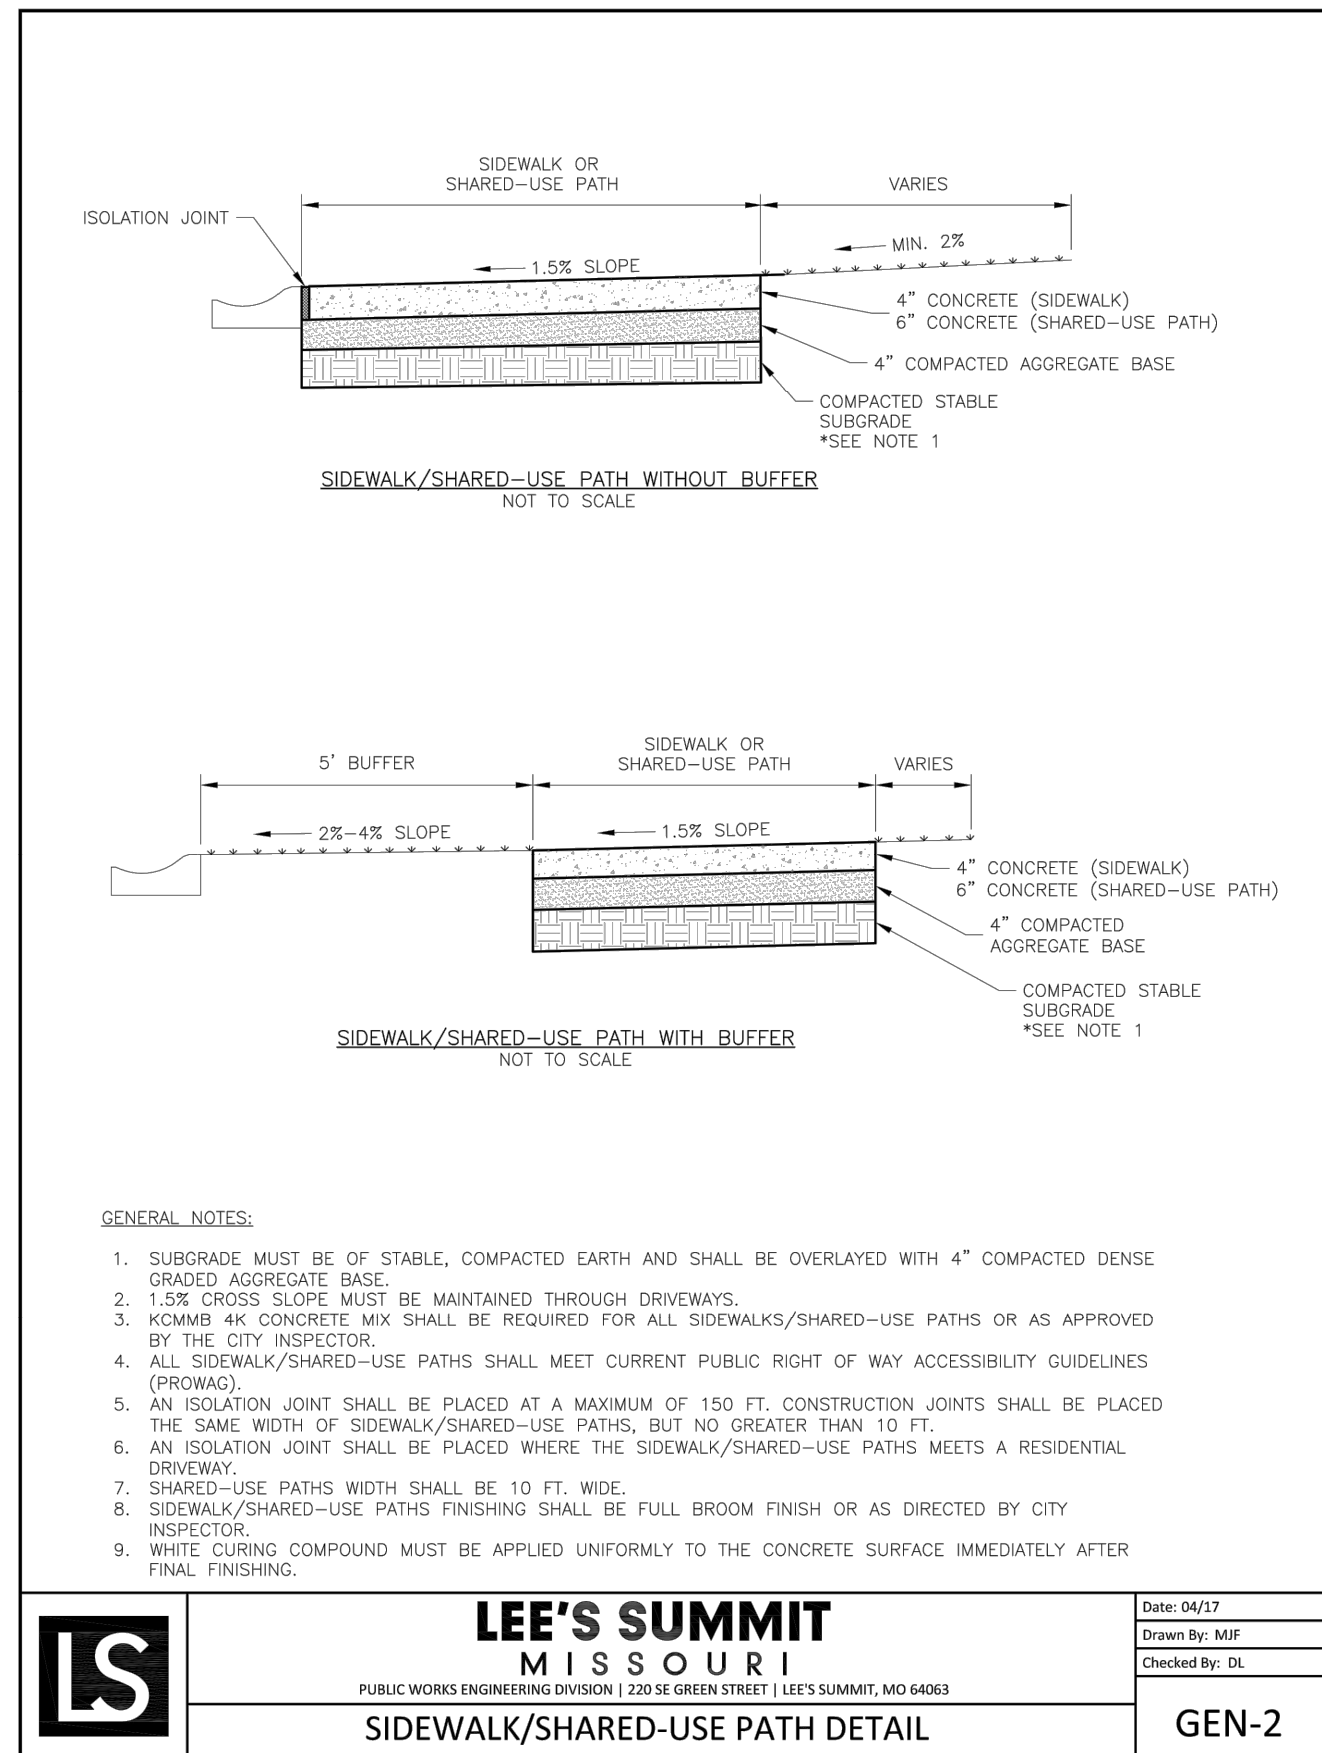 SIDEWALK OR
SHARED-USE PATH
VARIES
ISOLATION JOINT
MIN. 2%
1.5% SLOPE
4" CONCRETE (SIDEWALK)
6" CONCRETE (SHARED-USE PATH)
4" COMPACTED AGGREGATE BASE
COMPACTED STABLE
SUBGRADE
*SEE NOTE 1
SIDEWALK/SHARED-USE PATH WITHOUT BUFFER
NOT TO SCALE
SIDEWALK OR
SHARED-USE PATH
5' BUFFER
VARIES
2%-4% SLOPE
1.5% SLOPE
4" CONCRETE (SIDEWALK)
6" CONCRETE (SHARED-USE PATH)
4" COMPACTED
AGGREGATE BASE
COMPACTED STABLE
SUBGRADE
*SEE NOTE 1
SIDEWALK/SHARED-USE PATH WITH BUFFER
NOT TO SCALE
GENERAL NOTES:
1. SUBGRADE MUST BE OF STABLE, COMPACTED EARTH AND SHALL BE OVERLAYED WITH 4" COMPACTED DENSE
GRADED AGGREGATE BASE.
2. 1.5% CROSS SLOPE MUST BE MAINTAINED THROUGH DRIVEWAYS.
3. KCMMB 4K CONCRETE MIX SHALL BE REQUIRED FOR ALL SIDEWALKS/SHARED-USE PATHS OR AS APPROVED
BY THE CITY INSPECTOR.
4. ALL SIDEWALK/SHARED-USE PATHS SHALL MEET CURRENT PUBLIC RIGHT OF WAY ACCESSIBILITY GUIDELINES
(PROWAG).
5. AN ISOLATION JOINT SHALL BE PLACED AT A MAXIMUM OF 150 FT. CONSTRUCTION JOINTS SHALL BE PLACED
THE SAME WIDTH OF SIDEWALK/SHARED-USE PATHS, BUT NO GREATER THAN 10 FT.
6. AN ISOLATION JOINT SHALL BE PLACED WHERE THE SIDEWALK/SHARED-USE PATHS MEETS A RESIDENTIAL
DRIVEWAY.
7. SHARED-USE PATHS WIDTH SHALL BE 10 FT. WIDE.
8. SIDEWALK/SHARED-USE PATHS FINISHING SHALL BE FULL BROOM FINISH OR AS DIRECTED BY CITY
INSPECTOR.
9. WHITE CURING COMPOUND MUST BE APPLIED UNIFORMLY TO THE CONCRETE SURFACE IMMEDIATELY AFTER
FINAL FINISHING.
LS
LEE'S SUMMIT
MISSOURI
PUBLIC WORKS ENGINEERING DIVISION | 220 SE GREEN STREET | LEE'S SUMMIT, MO 64063
SIDEWALK/SHARED-USE PATH DETAIL
Date: 04/17
Drawn By: MJF
Checked By: DL
GEN-2